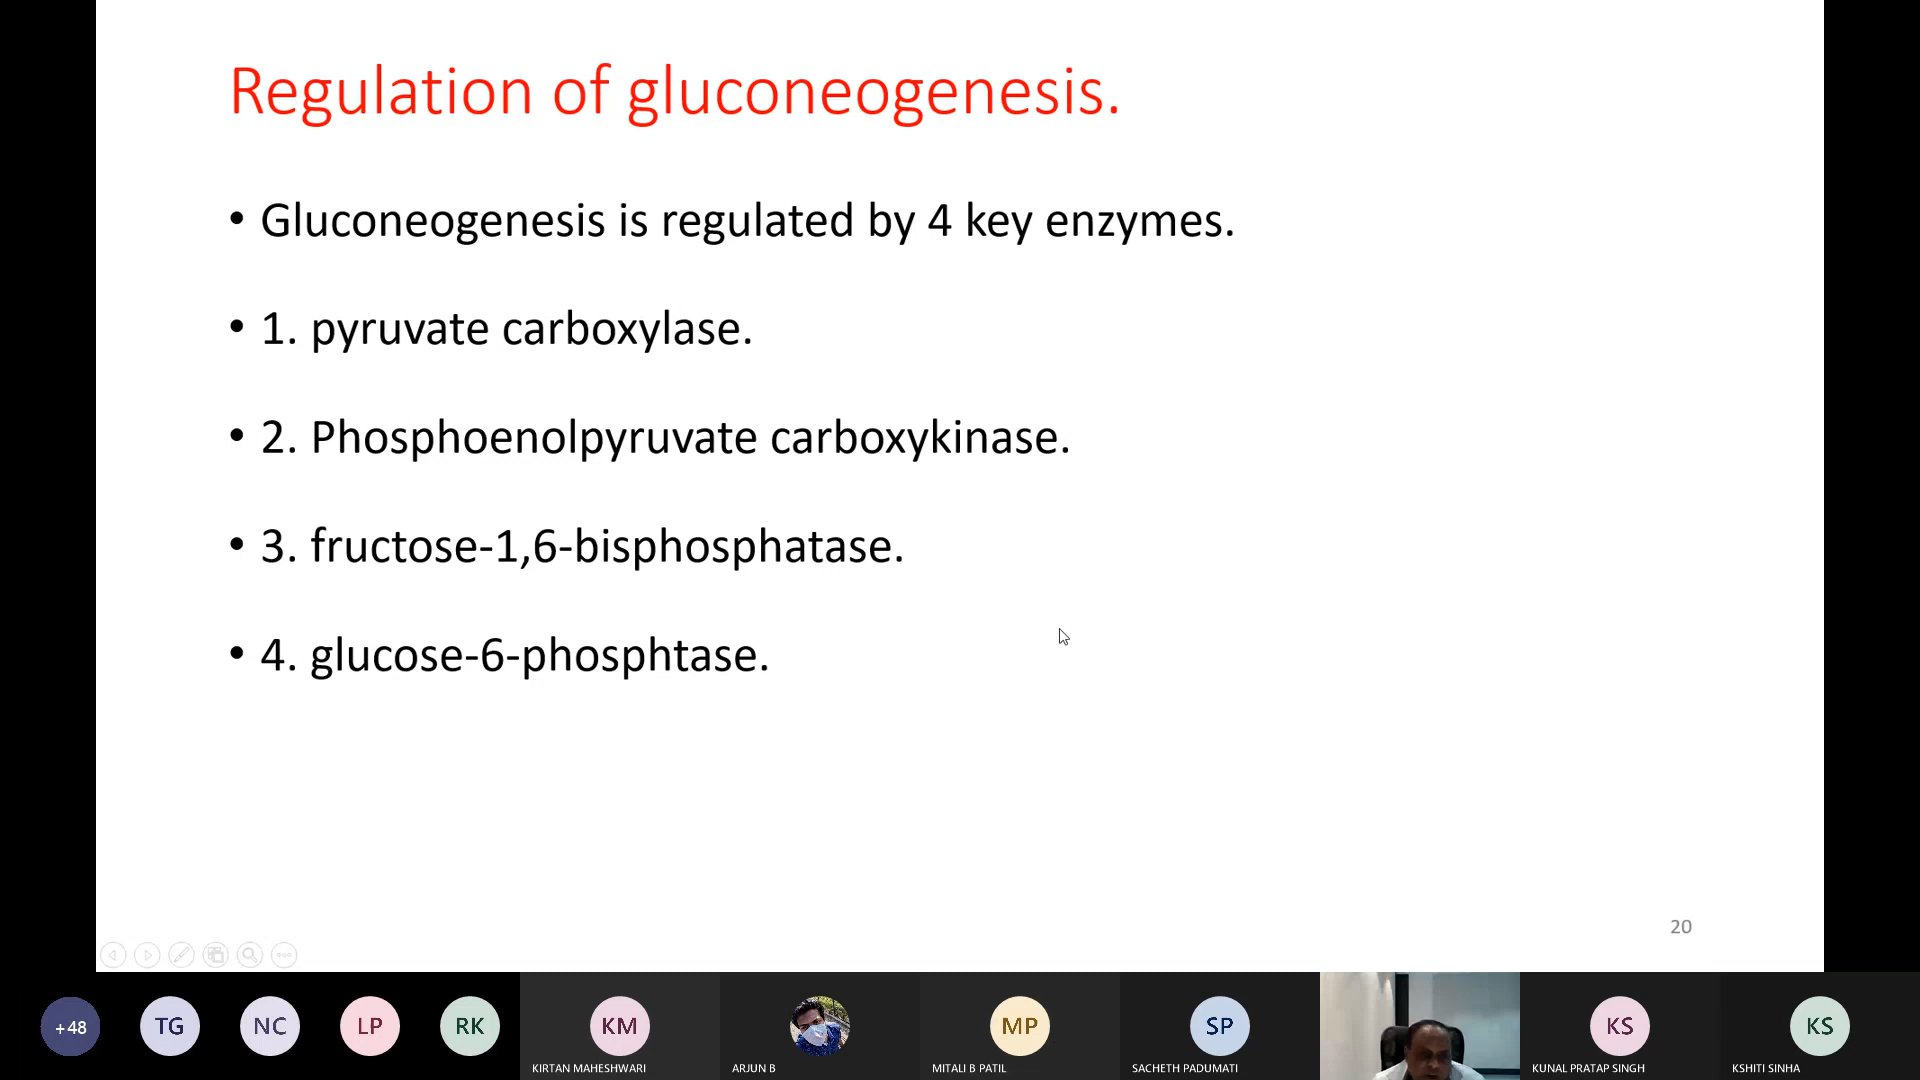 Regulation of gluconeogenesis.
• Gluconeogenesis is regulated by 4 key enzymes.
• 1. pyruvate carboxylase.
• 2. Phosphoenolpyruvate carboxykinase.
• 3. fructose-1,6-bisphosphatase.
• 4. glucose-6-phosphtase.
20
+48 TG NC LP RK KM MP SP KS KS
KIRTAN MAHESHWARI ARJUN B MITALI B PATIL SACHETH PADUMATI KUNAL PRATAP SINGH KSHITI SINHA